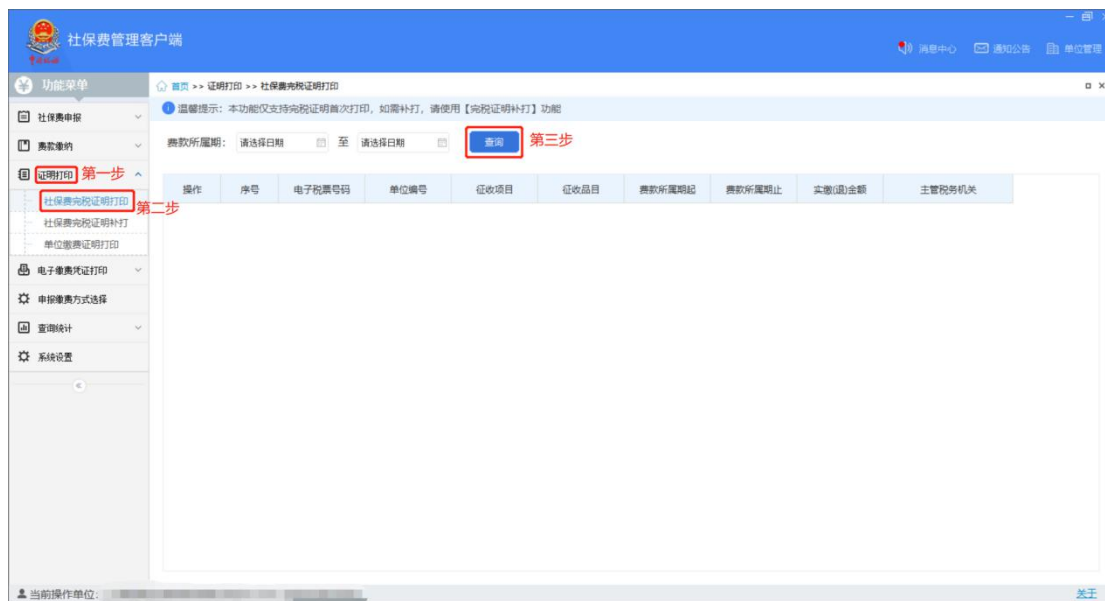 社保费管理客户端
消息中心 通知公告 单位管理
功能菜单
首页 >> 证明打印 >> 社保费完税证明打印
温馨提示：本功能仅支持完税证明首次打印，如需补打，请使用【完税证明补打】功能
社保费申报
费款缴纳
证明打印 第一步
社保费完税证明打印 第二步
社保费完税证明补打
单位缴费证明打印
电子缴费凭证打印
申报缴费方式选择
查询统计
系统设置
费款所属期： 请选择日期 至 请选择日期 查询 第三步
操作 序号 电子税票号码 单位编号 征收项目 征收品目 费款所属期起 费款所属期止 实缴(退)金额 主管税务机关
当前操作单位：
关于